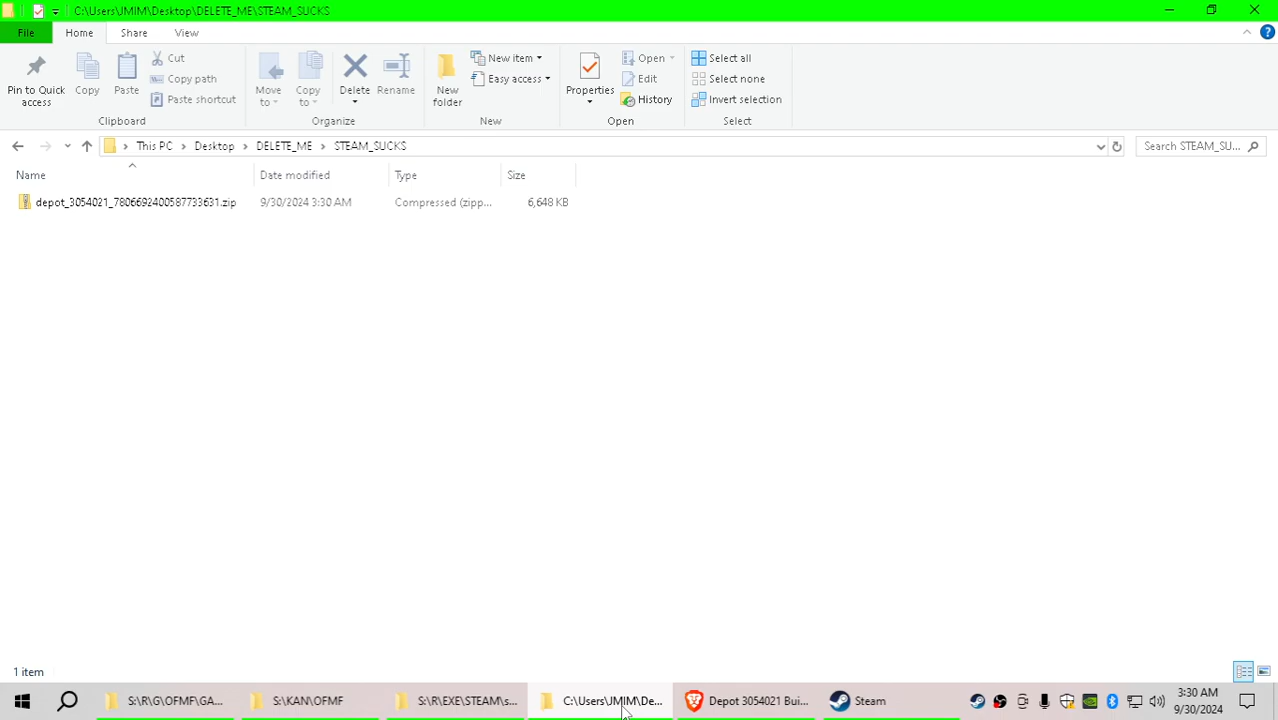 C:\Users\JMIM\Desktop\DELETE_ME\STEAM_SUCKS
File Home Share View
Pin to Quick access
Copy
Paste
Cut
Copy path
Paste shortcut
Clipboard
Move to
Copy to
Delete
Rename
Organize
New folder
New item
Easy access
New
Properties
Open
Edit
History
Open
Select all
Select none
Invert selection
Select
This PC > Desktop > DELETE_ME > STEAM_SUCKS
Search STEAM_SU...
Name Date modified Type Size
depot_3054021_7806692400587733631.zip 9/30/2024 3:30 AM Compressed (zipp... 6,648 KB
1 item
S:\R\G\OFMF\GA... S:\KAN\OFMF S:\R\EXE\STEAM\s... C:\Users\JMIM\De... Depot 3054021 Bui... Steam
3:30 AM
9/30/2024